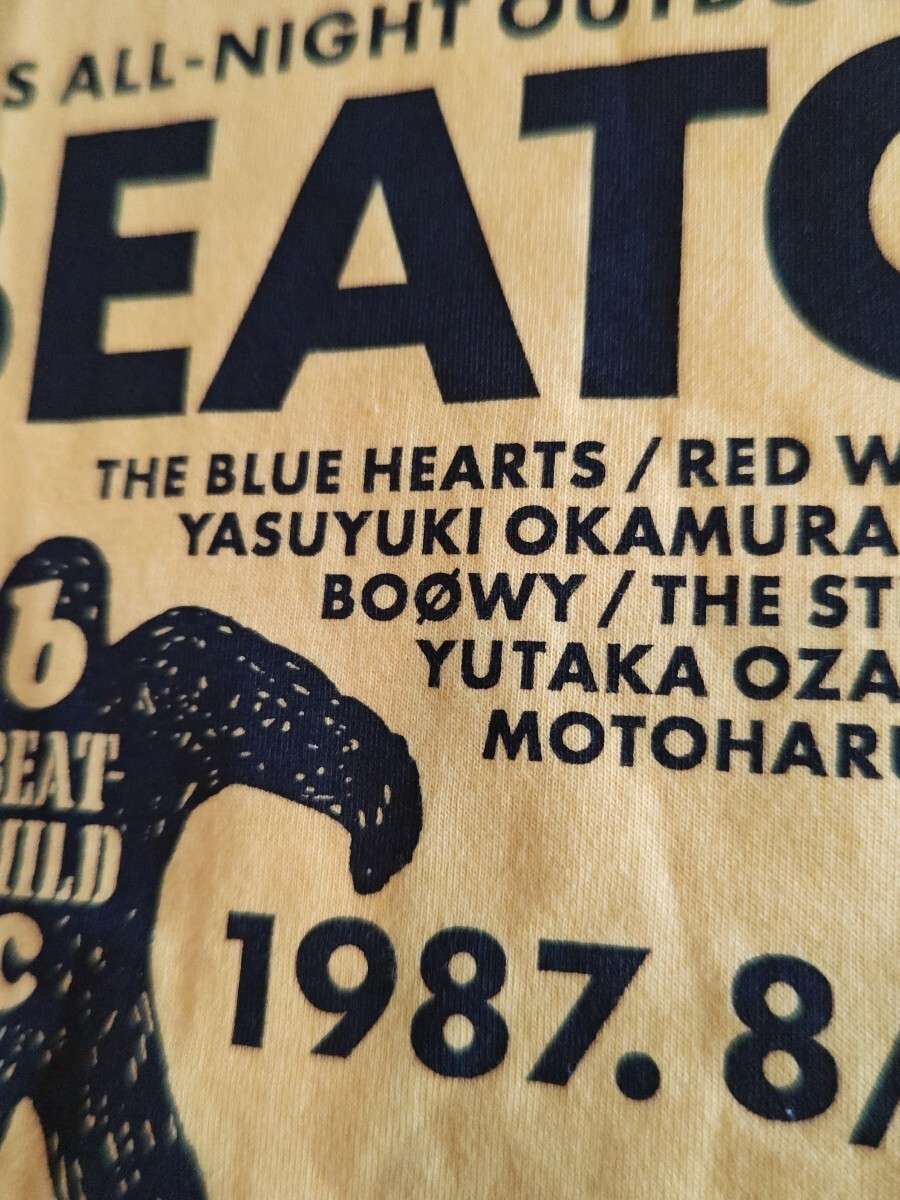 S ALL-NIGHT OUTDO
BEATC
THE BLUE HEARTS / RED W
YASUYUKI OKAMURA
BOØWY / THE ST
YUTAKA OZA
MOTOHARU
b
BEAT-
HILD
C
1987. 8/